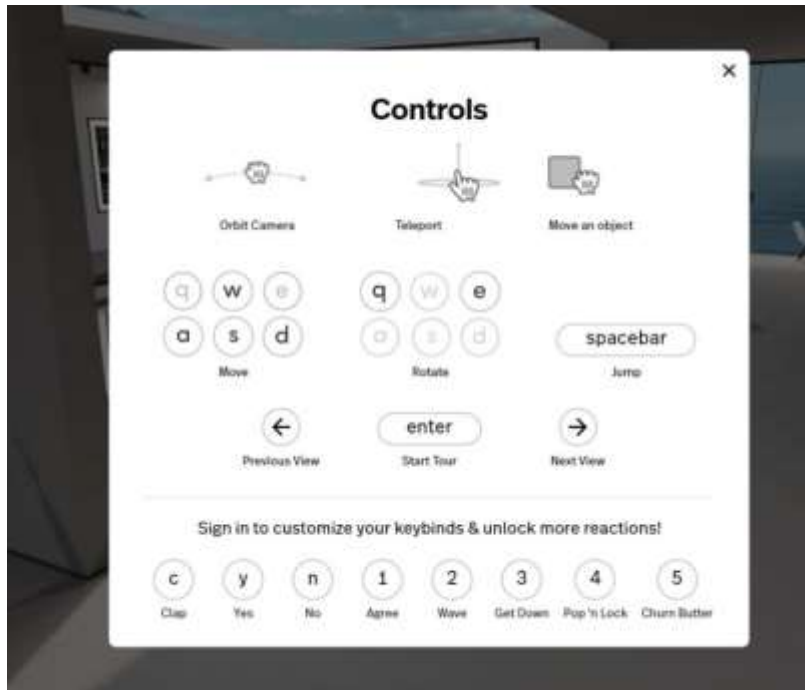 Controls
Orbit Camera Teleport Move an object
q w e q w e
a s d a s d spacebar
Move Rotate Jump
enter
Previous View Start Tour Next View
Sign in to customize your keybinds & unlock more reactions!
c y n 1 2 3 4 5
Clap Yes No Agree Wave Get Down Pop 'n Lock Churn Butter